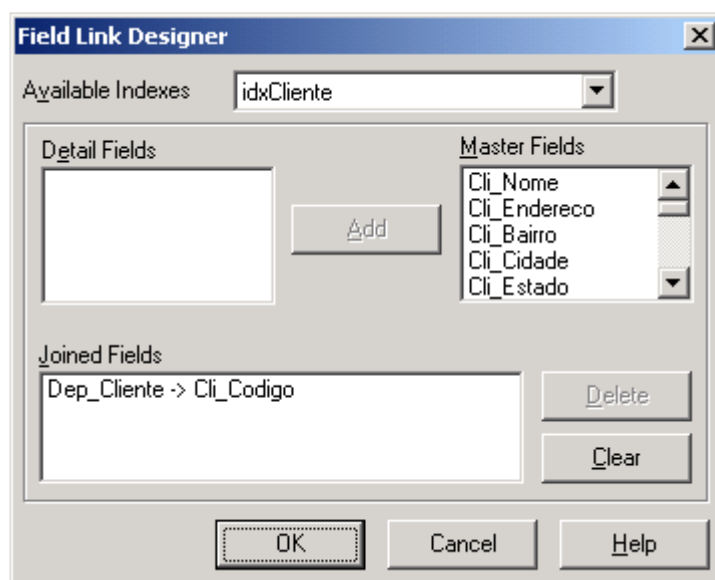 Field Link Designer
Available Indexes idxCliente
Detail Fields
Master Fields
Cli_Nome
Cli_Endereco
Cli_Bairro
Cli_Cidade
Cli_Estado
Add
Joined Fields
Dep_Cliente -> Cli_Codigo
Delete
Clear
OK Cancel Help